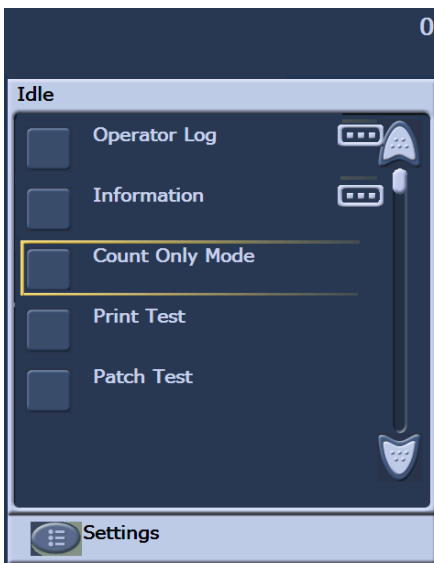 0
Idle
Operator Log
Information
Count Only Mode
Print Test
Patch Test
Settings